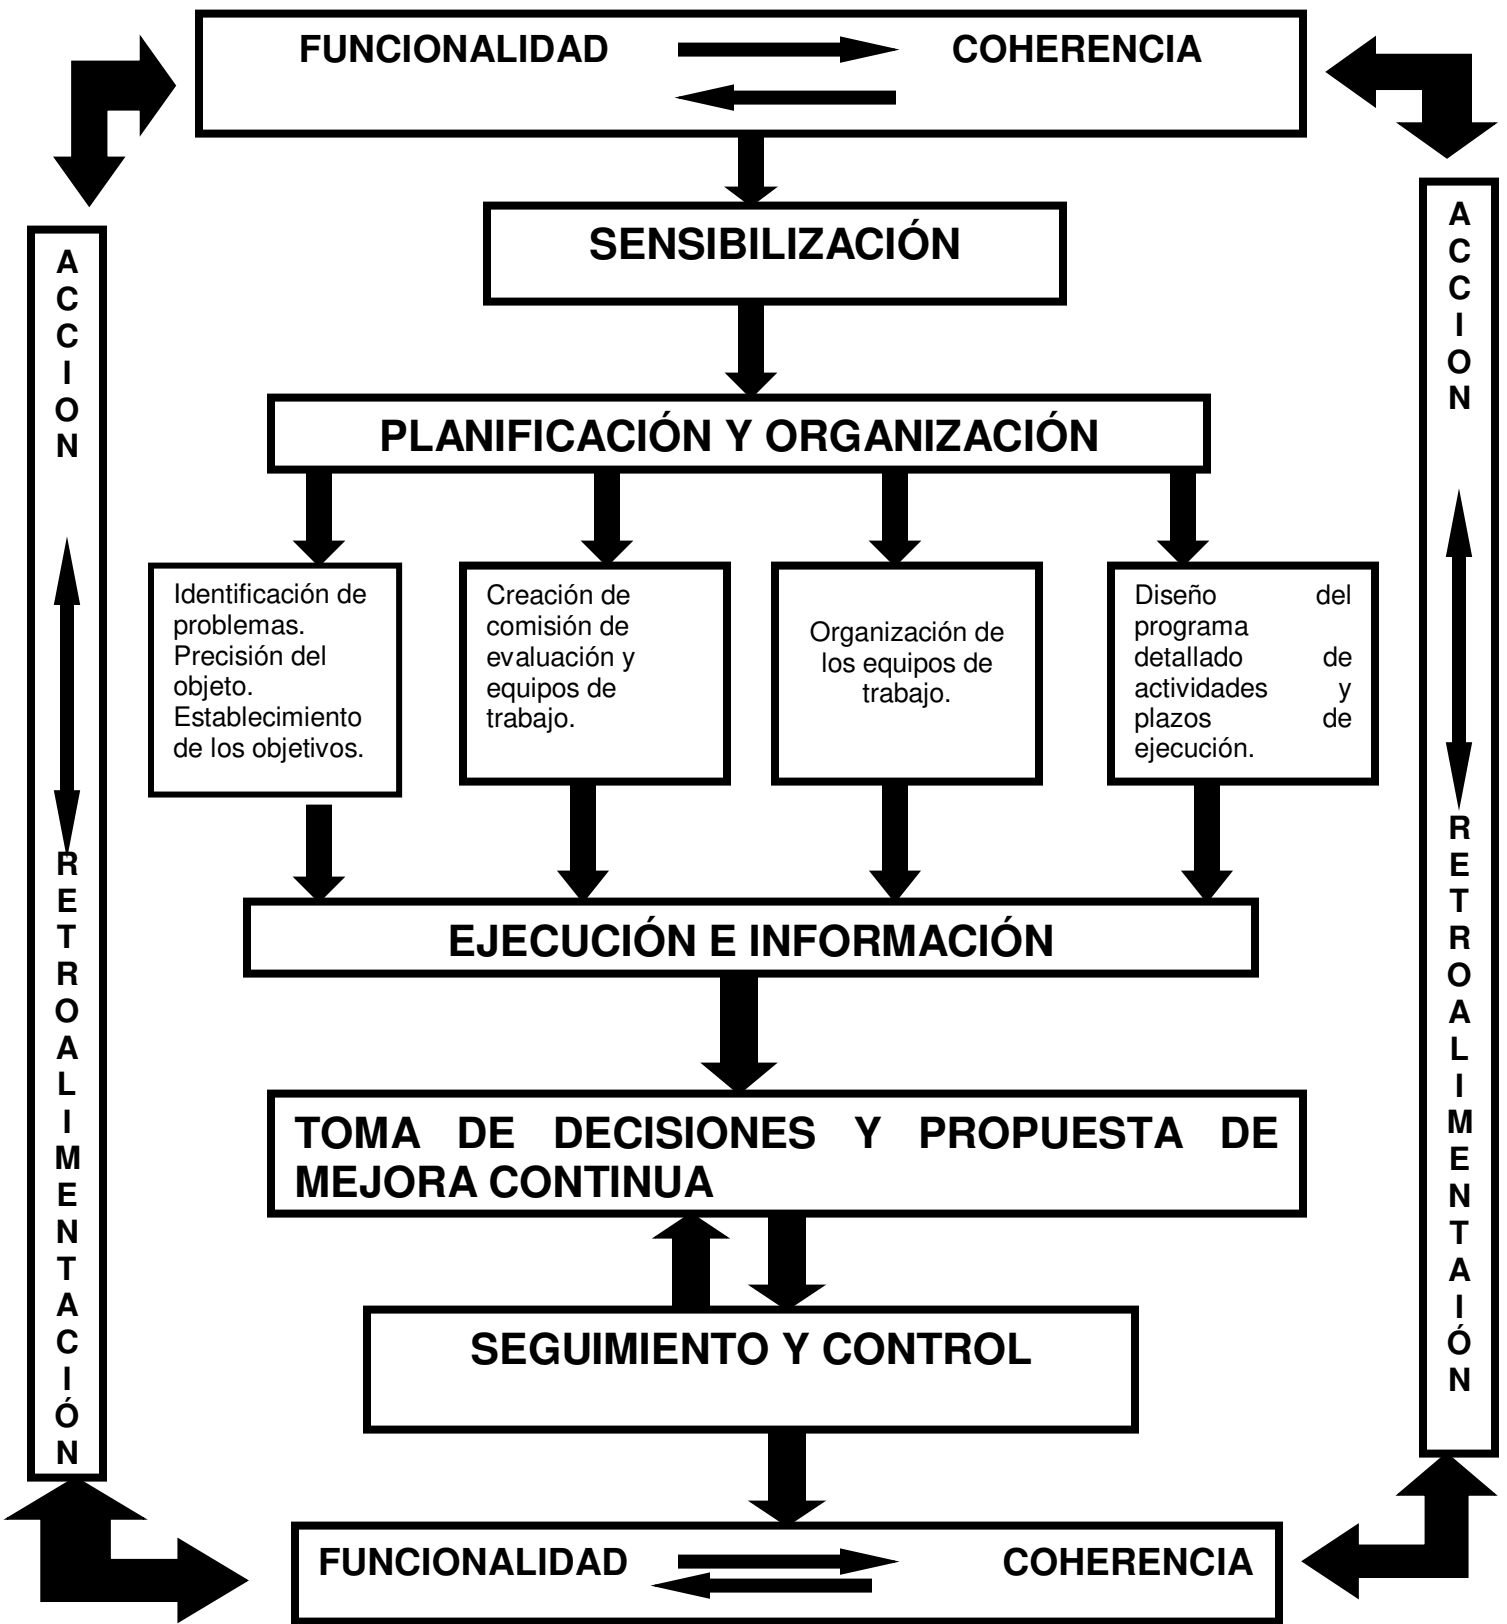 FUNCIONALIDAD COHERENCIA
SENSIBILIZACIÓN
PLANIFICACIÓN Y ORGANIZACIÓN
Identificación de
problemas.
Precisión del
objeto.
Establecimiento
de los objetivos.
Creación de
comisión de
evaluación y
equipos de
trabajo.
Organización de
los equipos de
trabajo.
Diseño del
programa
detallado de
actividades y
plazos de
ejecución.
EJECUCIÓN E INFORMACIÓN
TOMA DE DECISIONES Y PROPUESTA DE
MEJORA CONTINUA
SEGUIMIENTO Y CONTROL
FUNCIONALIDAD COHERENCIA
ACCION
RETROALIMENTACIÓN
ACCION
RETROALIMENTAIÓN